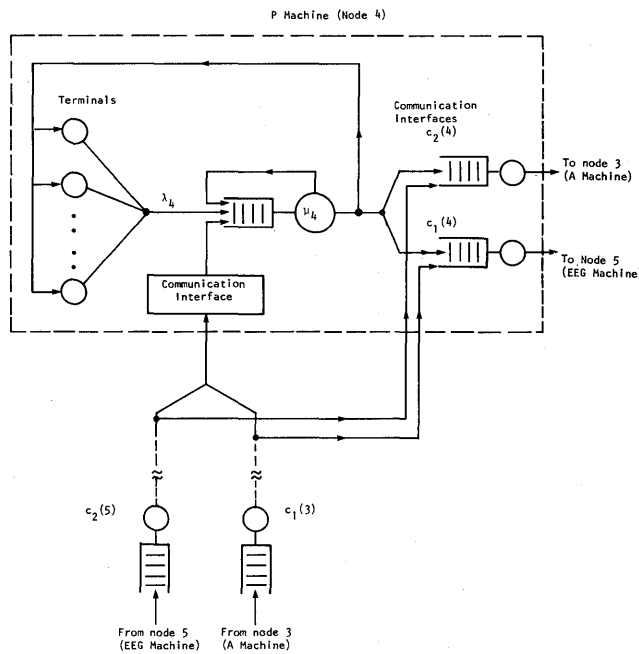 P Machine (Node 4)
Terminals
Communication
Interfaces
c2(4)
To node 3
(A Machine)
λ4
μ4
c1(4)
To Node 5
(EEG Machine)
Communication
Interface
c2(5)
c1(3)
From node 5
(EEG Machine)
From node 3
(A Machine)